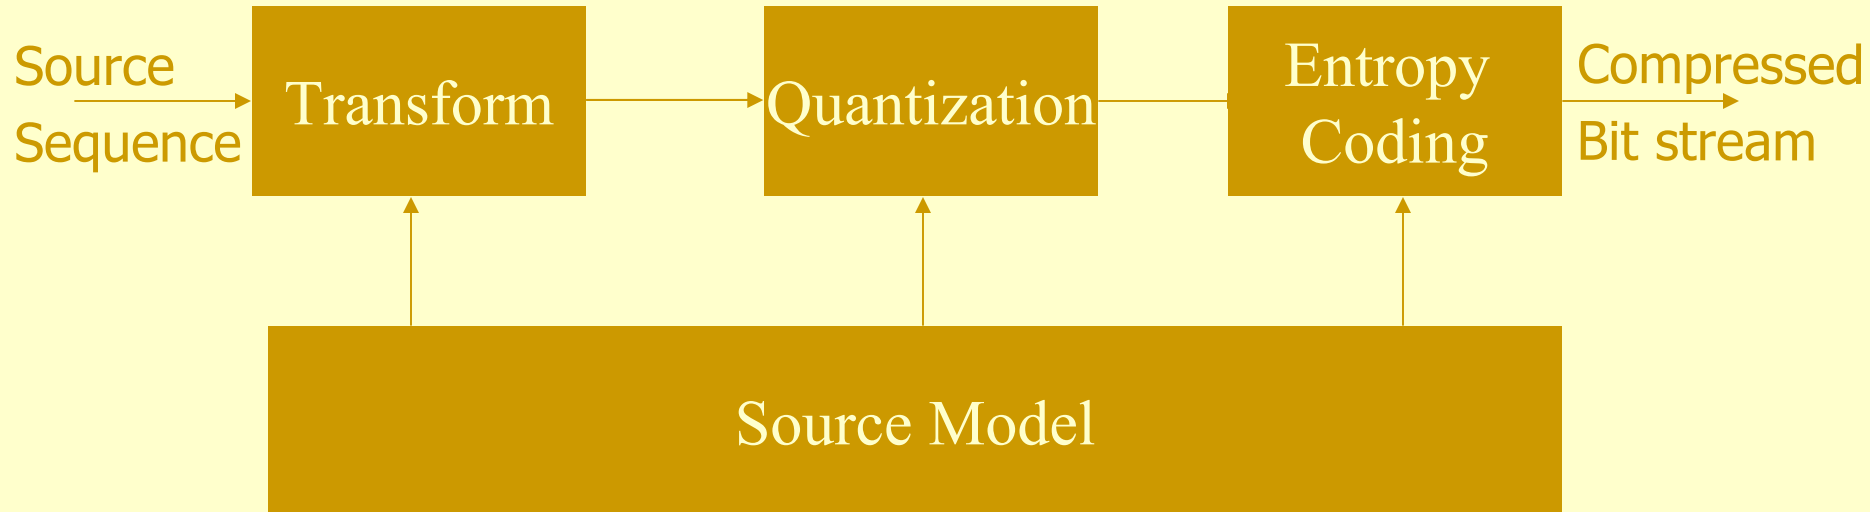 Source
Sequence
Transform
Quantization
Entropy
Coding
Compressed
Bit stream
Source Model